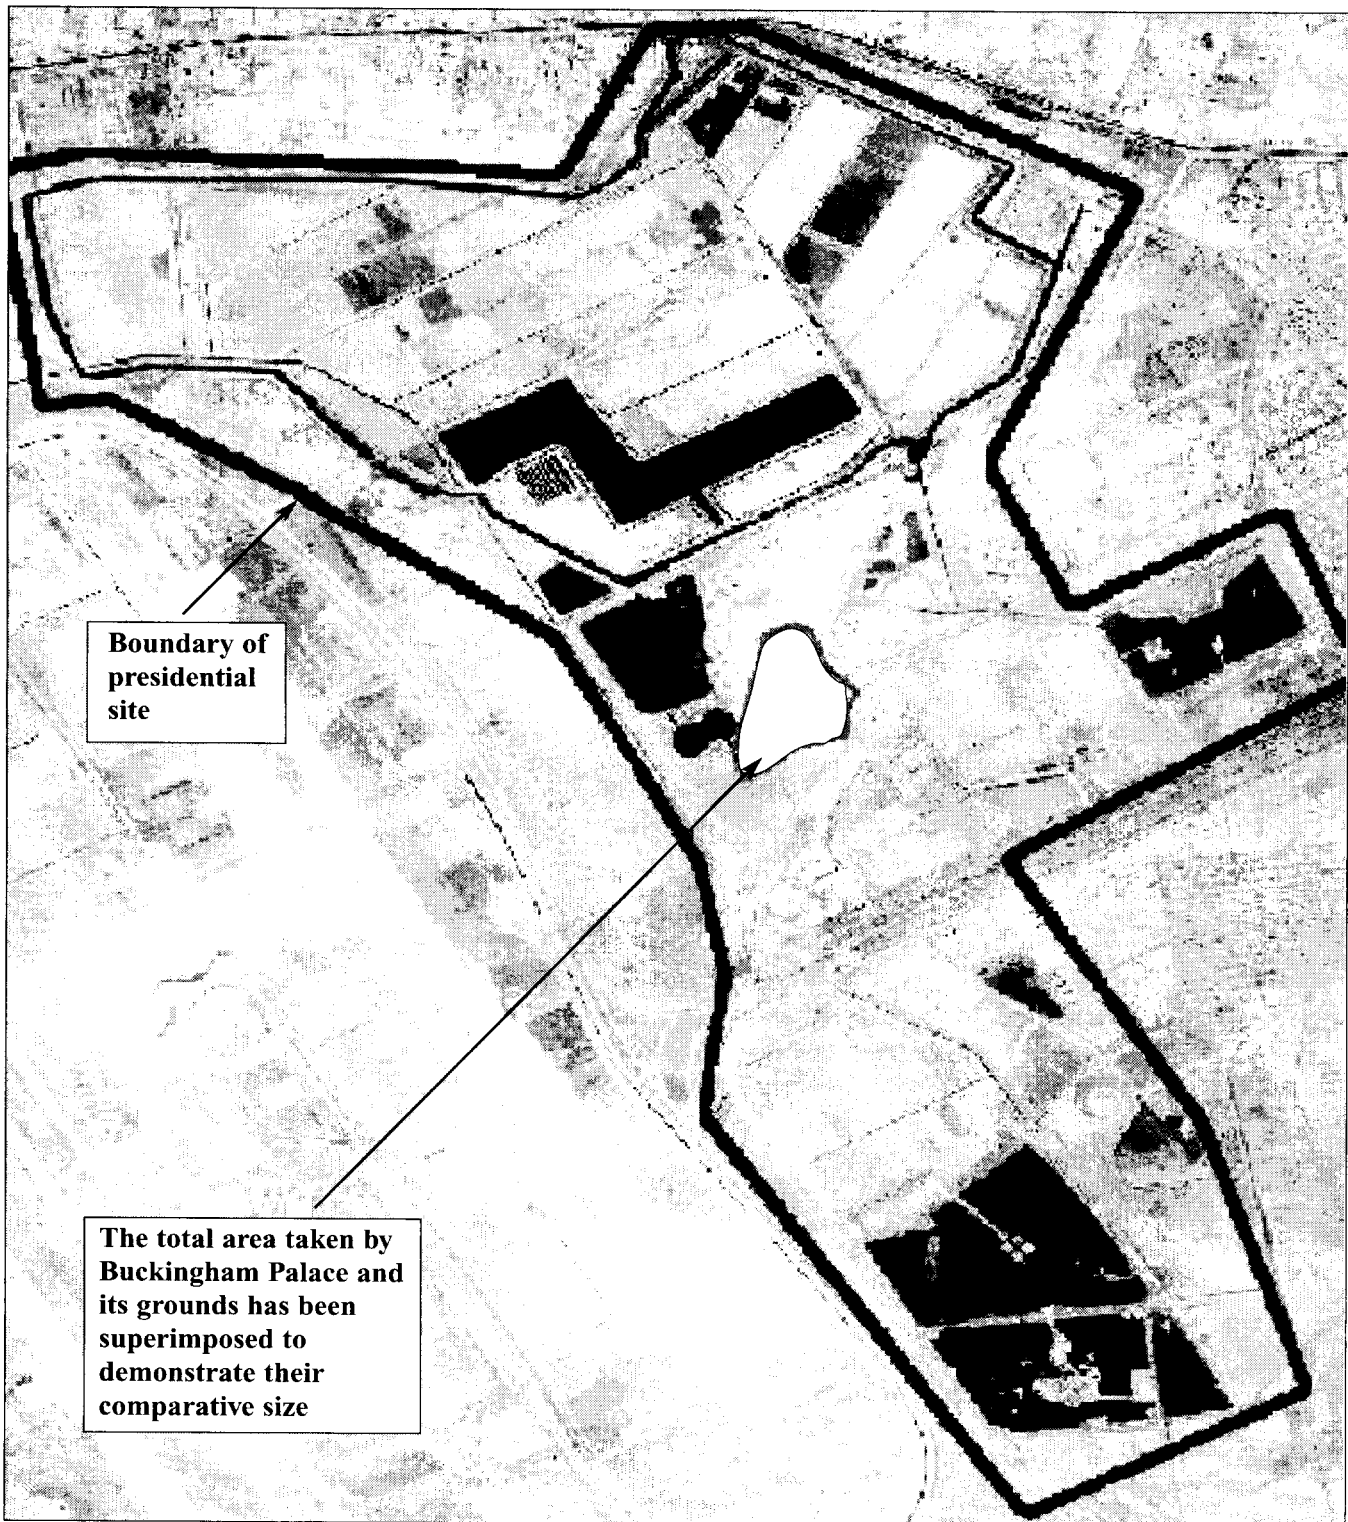 Boundary of
presidential
site
The total area taken by
Buckingham Palace and
its grounds has been
superimposed to
demonstrate their
comparative size